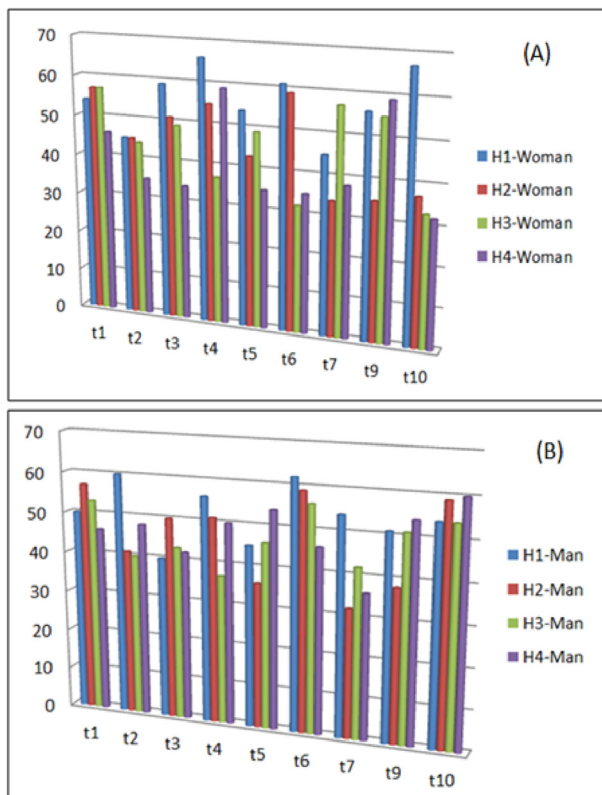 70
60
50
40
30
20
10
0
t1
t2
t3
t4
t5
t6
t7
t9
t10
(A)
H1-Woman
H2-Woman
H3-Woman
H4-Woman
70
60
50
40
30
20
10
0
t1
t2
t3
t4
t5
t6
t7
t9
t10
(B)
H1-Man
H2-Man
H3-Man
H4-Man